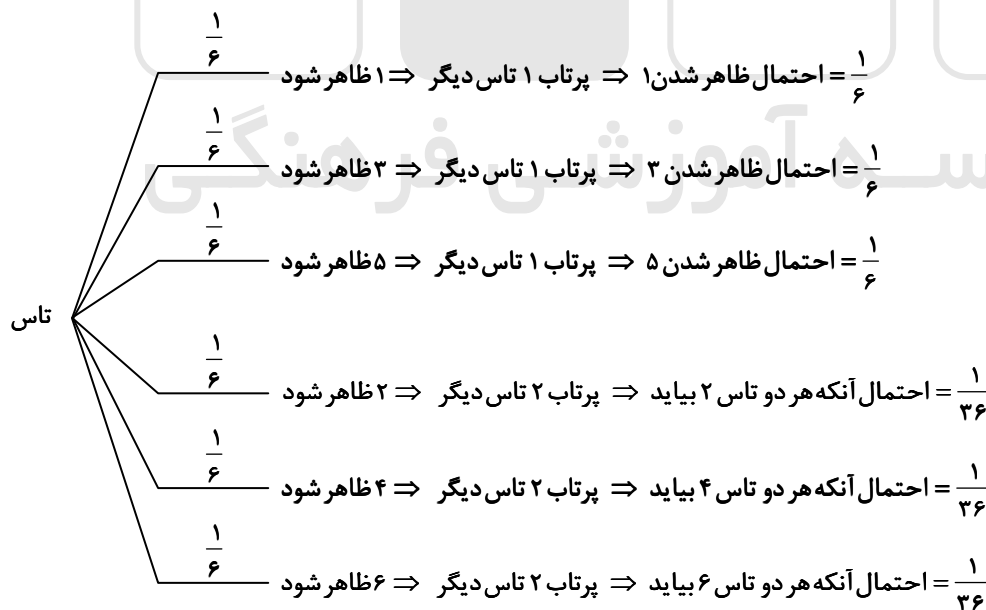 ۱/۶
۱ ظاهر شود ⇒ پرتاب ۱ تاس دیگر ⇒ احتمال ظاهر شدن ۱ = ۱/۶
۱/۶
۳ ظاهر شود ⇒ پرتاب ۱ تاس دیگر ⇒ احتمال ظاهر شدن ۳ = ۱/۶
ـسـه آموزشـی فرهنگـی
۱/۶
۵ ظاهر شود ⇒ پرتاب ۱ تاس دیگر ⇒ احتمال ظاهر شدن ۵ = ۱/۶
تاس
۱/۶
۲ ظاهر شود ⇒ پرتاب ۲ تاس دیگر ⇒ احتمال آنکه هر دو تاس ۲ بیاید = ۱/۳۶
۱/۶
۴ ظاهر شود ⇒ پرتاب ۲ تاس دیگر ⇒ احتمال آنکه هر دو تاس ۴ بیاید = ۱/۳۶
۱/۶
۶ ظاهر شود ⇒ پرتاب ۲ تاس دیگر ⇒ احتمال آنکه هر دو تاس ۶ بیاید = ۱/۳۶